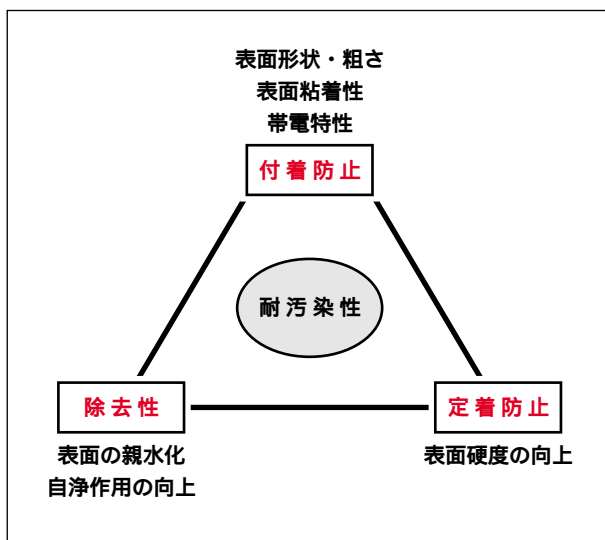 表面形状・粗さ
表面粘着性
帯電特性
付着防止
耐汚染性
除去性
定着防止
表面の親水化
自浄作用の向上
表面硬度の向上